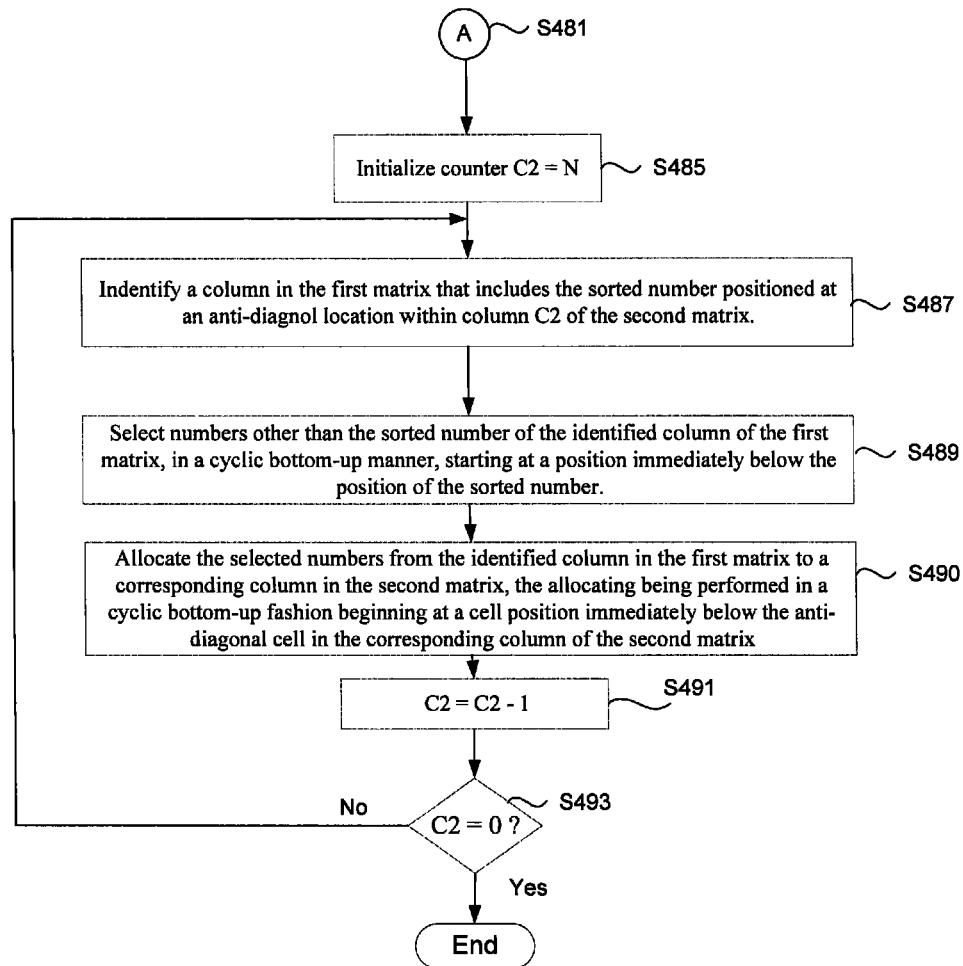 A
S481
Initialize counter C2 = N
S485
Indentify a column in the first matrix that includes the sorted number positioned at
an anti-diagnol location within column C2 of the second matrix.
S487
Select numbers other than the sorted number of the identified column of the first
matrix, in a cyclic bottom-up manner, starting at a position immediately below the
position of the sorted number.
S489
Allocate the selected numbers from the identified column in the first matrix to a
corresponding column in the second matrix, the allocating being performed in a
cyclic bottom-up fashion beginning at a cell position immediately below the anti-
diagonal cell in the corresponding column of the second matrix
S490
C2 = C2 - 1
S491
C2 = 0 ?
S493
No
Yes
End